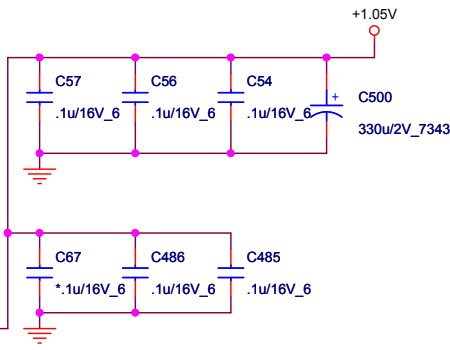 +1.05V
C57
C56
C54
+
C500
.1u/16V_6
.1u/16V_6
.1u/16V_6
330u/2V_7343
C67
C486
C485
*.1u/16V_6
.1u/16V_6
.1u/16V_6